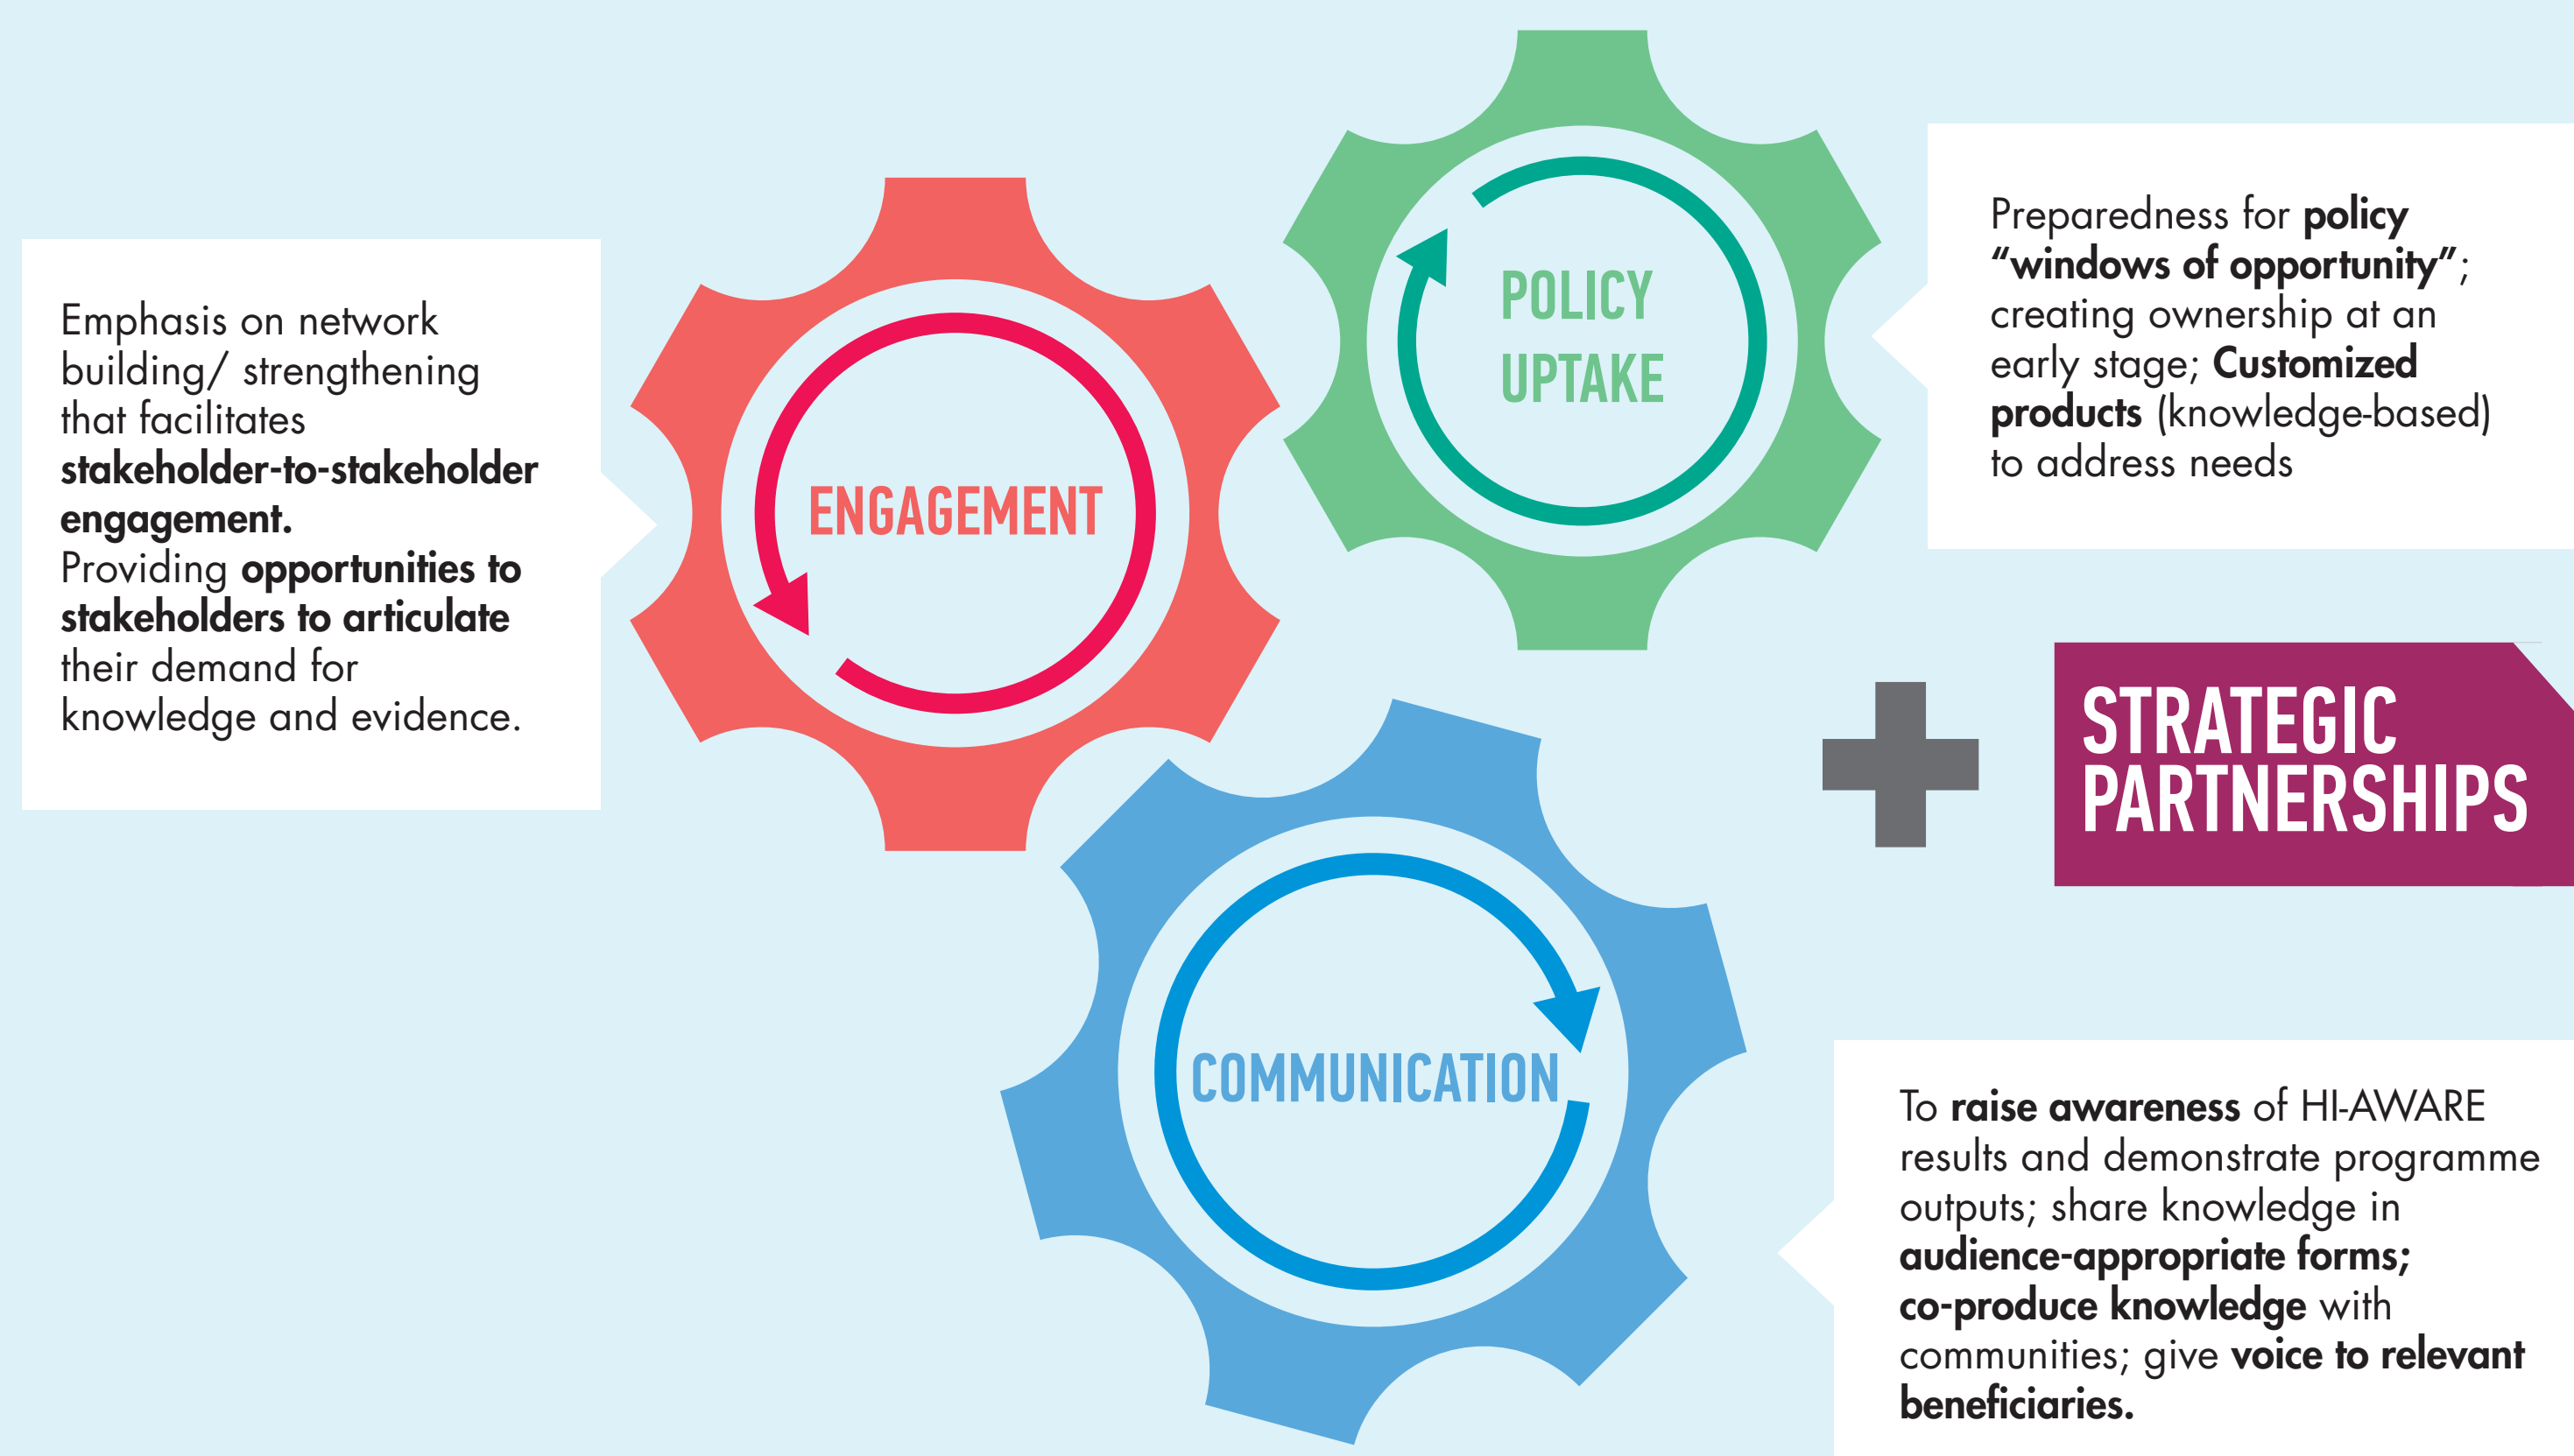 Emphasis on network
building/ strengthening
that facilitates
stakeholder-to-stakeholder
engagement.
Providing opportunities to
stakeholders to articulate
their demand for
knowledge and evidence.
ENGAGEMENT
POLICY
UPTAKE
Preparedness for policy
“windows of opportunity”;
creating ownership at an
early stage; Customized
products (knowledge-based)
to address needs
STRATEGIC
PARTNERSHIPS
COMMUNICATION
To raise awareness of HI-AWARE
results and demonstrate programme
outputs; share knowledge in
audience-appropriate forms;
co-produce knowledge with
communities; give voice to relevant
beneficiaries.